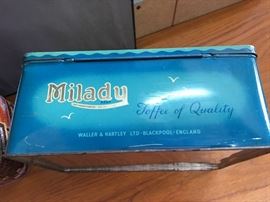 Milady
Toffee of Quality
WALLER & HARTLEY LTD · BLACKPOOL · ENGLAND